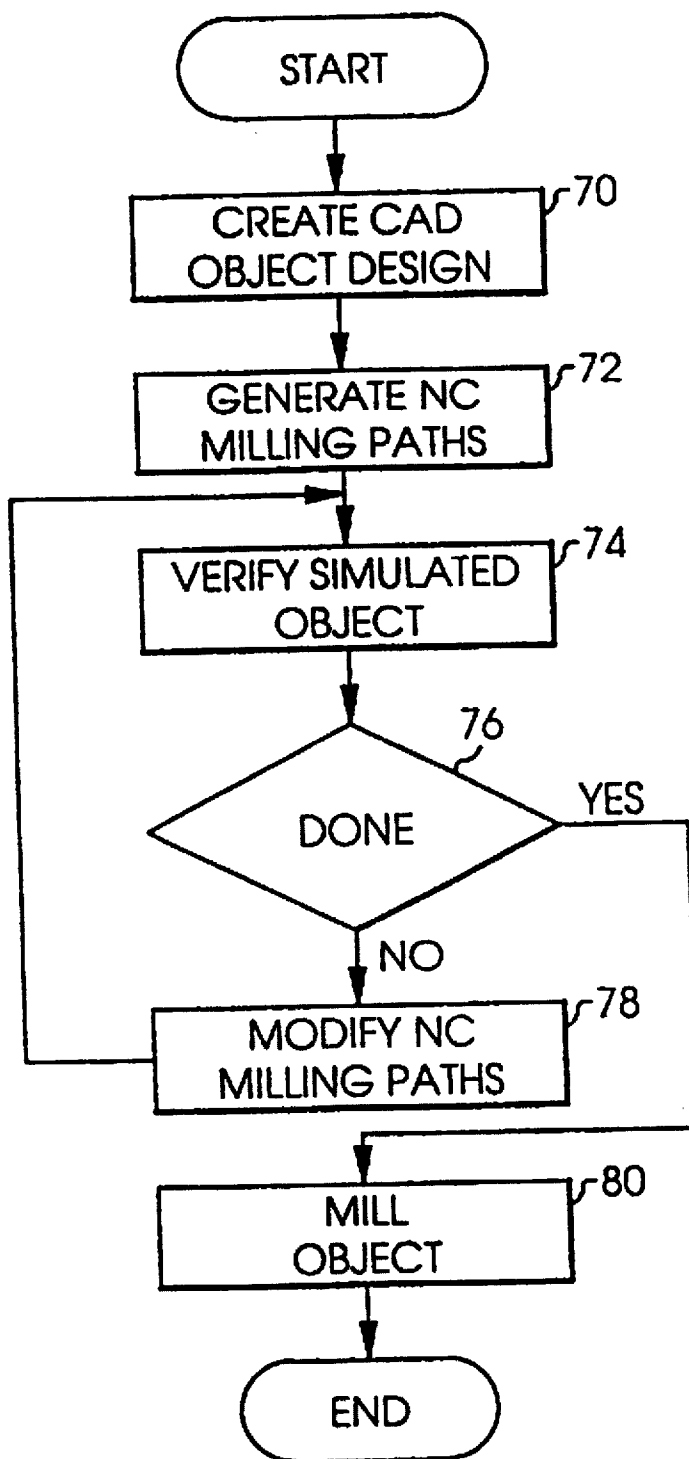 START
70
CREATE CAD
OBJECT DESIGN
72
GENERATE NC
MILLING PATHS
74
VERIFY SIMULATED
OBJECT
76
DONE
YES
NO
78
MODIFY NC
MILLING PATHS
80
MILL
OBJECT
END